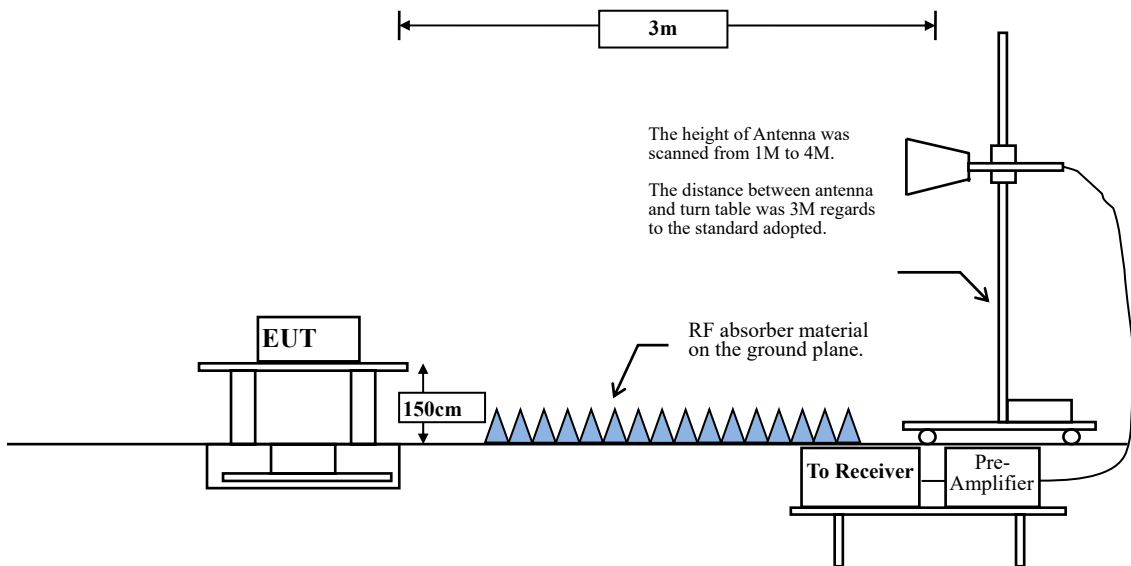 3m
The height of Antenna was
scanned from 1M to 4M.
The distance between antenna
and turn table was 3M regards
to the standard adopted.
EUT
RF absorber material
on the ground plane.
150cm
To Receiver
Pre-
Amplifier